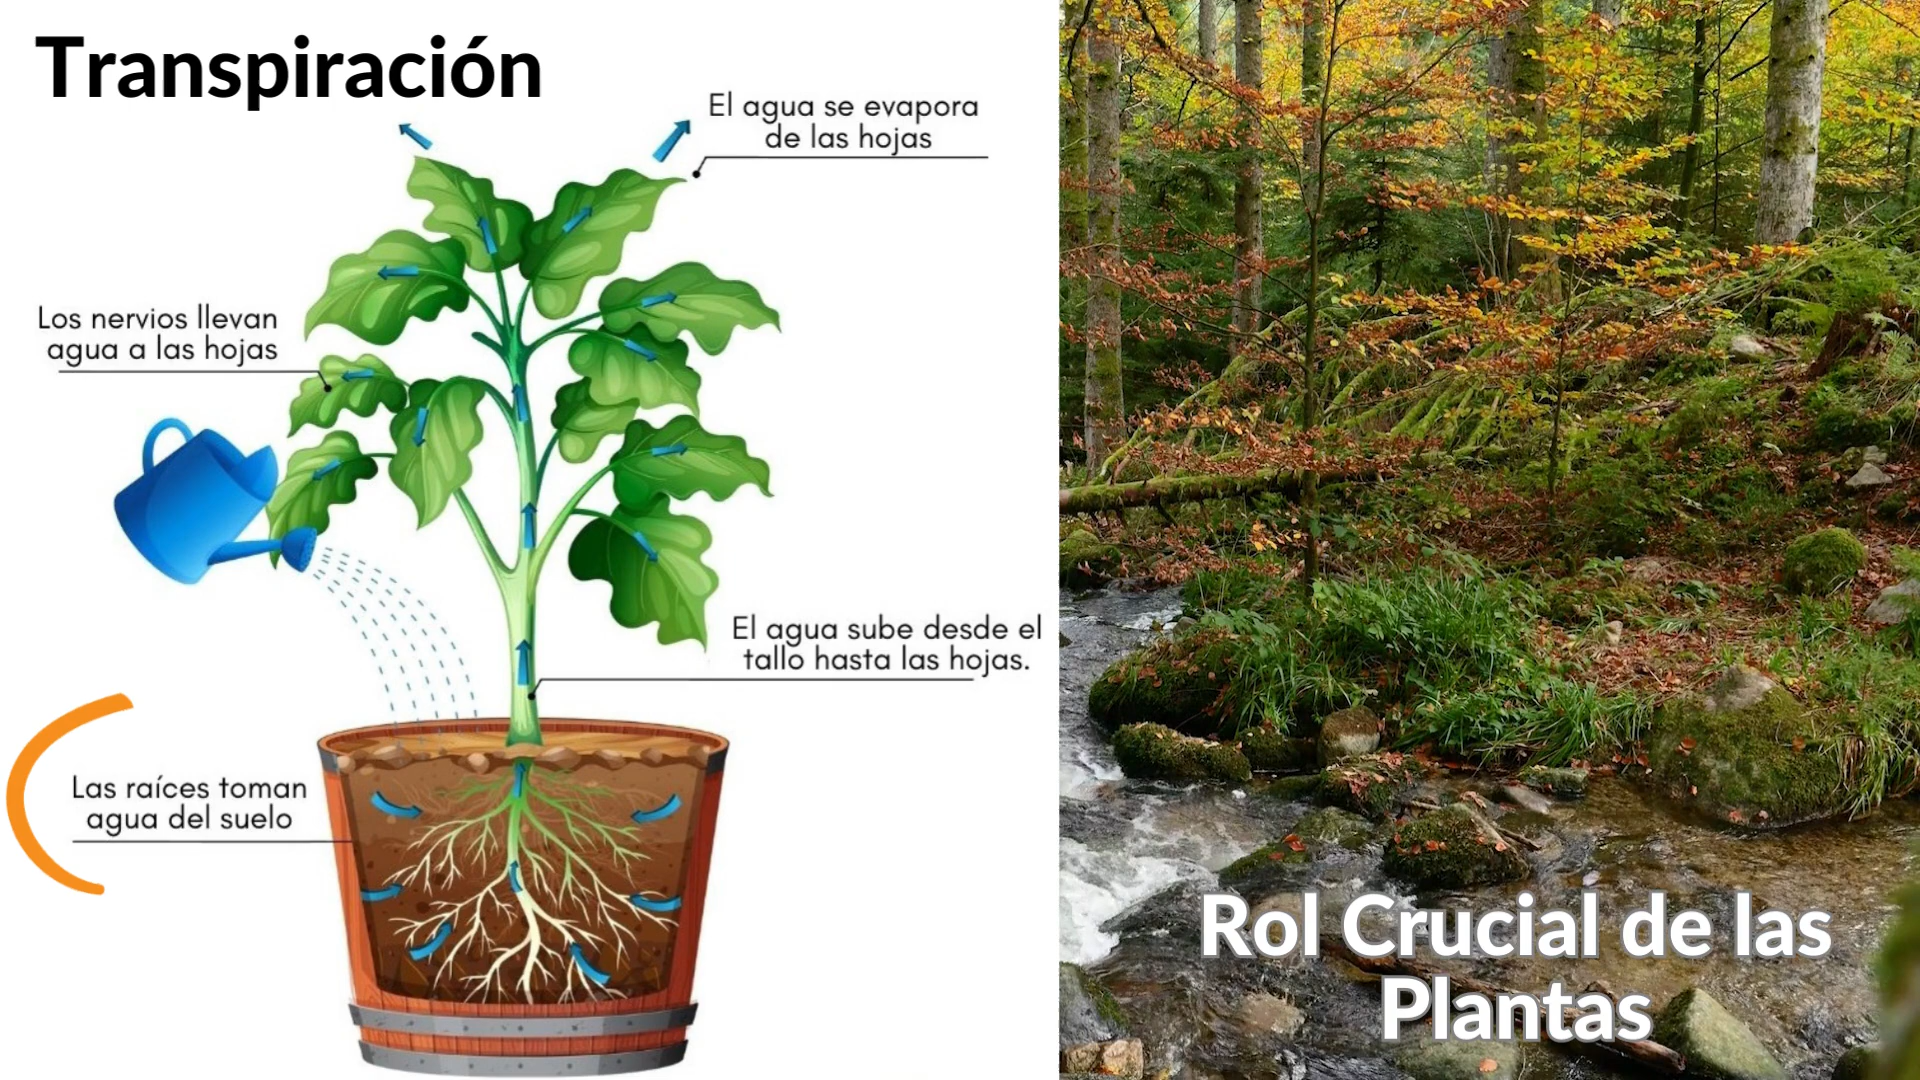 Transpiración
El agua se evapora
de las hojas
Los nervios llevan
agua a las hojas
El agua sube desde el
tallo hasta las hojas.
Las raíces toman
agua del suelo
Rol Crucial de las
Plantas